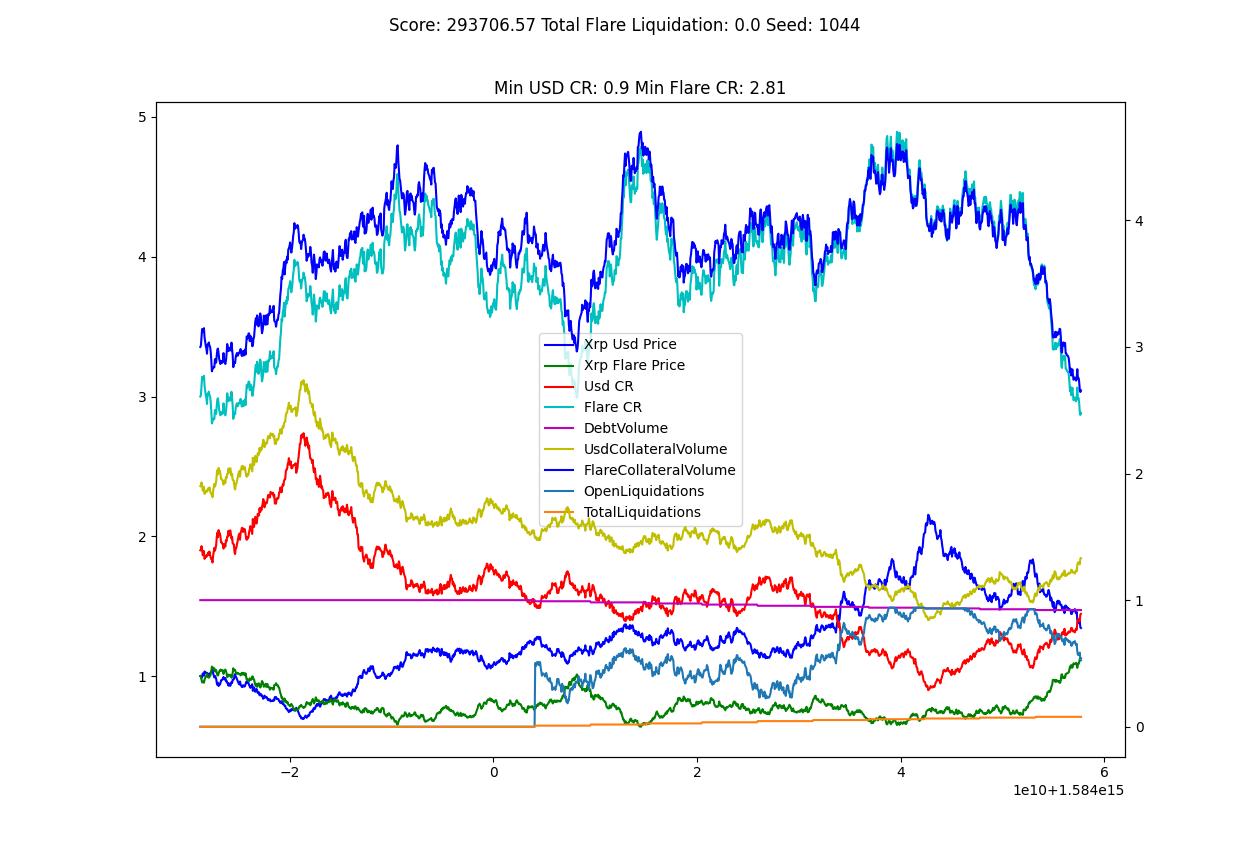 Score: 293706.57 Total Flare Liquidation: 0.0 Seed: 1044
Min USD CR: 0.9 Min Flare CR: 2.81
5
4
3
2
1
4
3
2
1
0
Xrp Usd Price
Xrp Flare Price
Usd CR
Flare CR
DebtVolume
UsdCollateralVolume
FlareCollateralVolume
OpenLiquidations
TotalLiquidations
−2 0 2 4 6
1e10+1.584e15